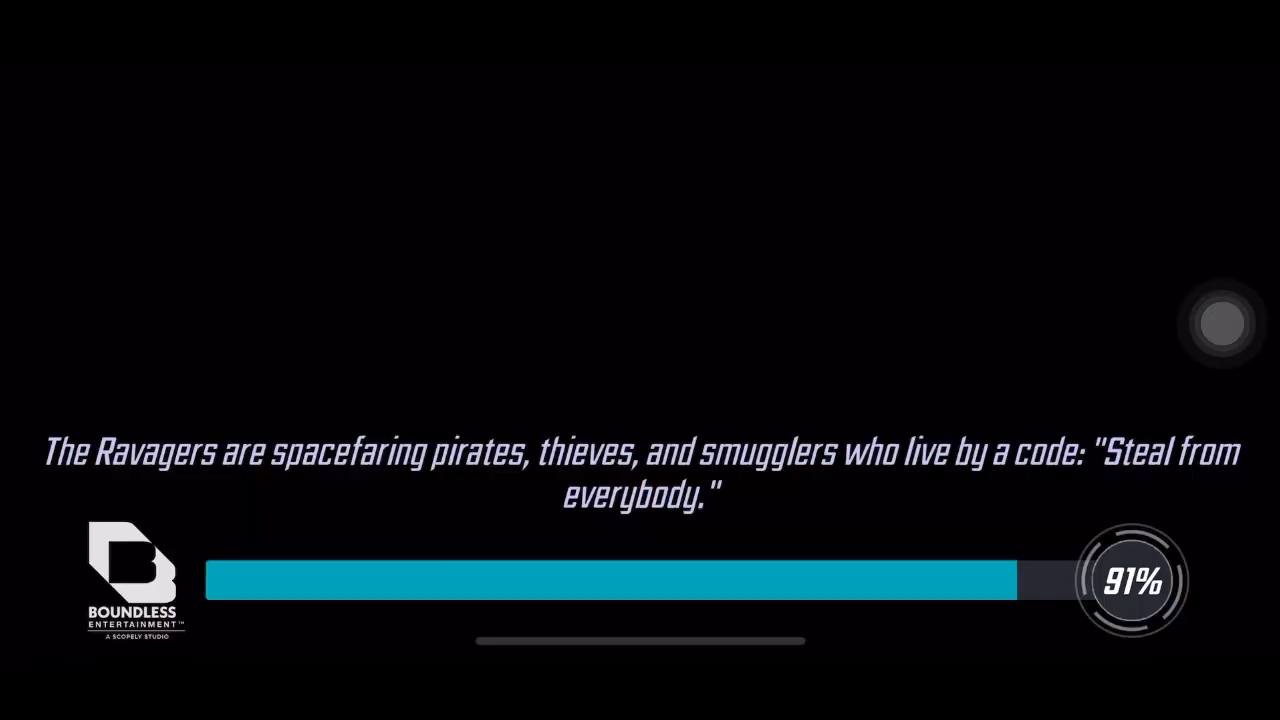 The Ravagers are spacefaring pirates, thieves, and smugglers who live by a code: "Steal from
everybody."
BOUNDLESS
ENTERTAINMENT™
A SCOPELY STUDIO
91%